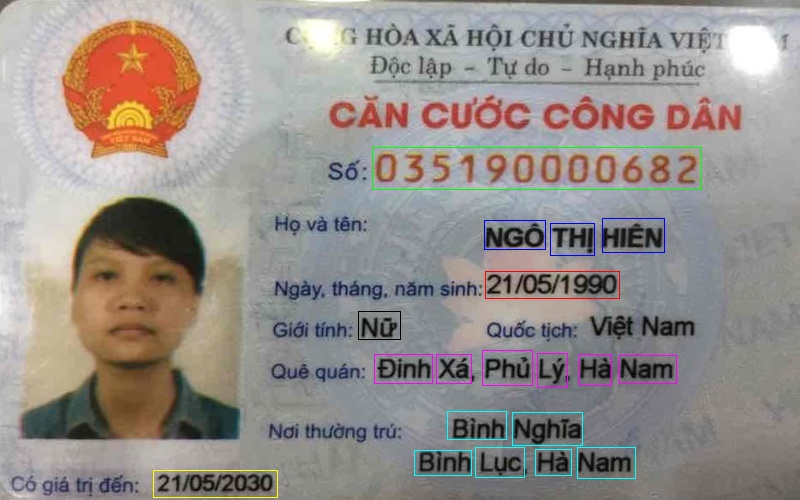 CỘNG HÒA XÃ HỘI CHỦ NGHĨA VIỆT NAM
Độc lập - Tự do - Hạnh phúc
CĂN CƯỚC CÔNG DÂN
Số: 035190000682
Họ và tên: NGÔ THỊ HIÊN
Ngày, tháng, năm sinh: 21/05/1990
Giới tính: Nữ Quốc tịch: Việt Nam
Quê quán: Đinh Xá, Phủ Lý, Hà Nam
Nơi thường trú: Bình Nghĩa
Bình Lục, Hà Nam
Có giá trị đến: 21/05/2030
VIỆT NAM